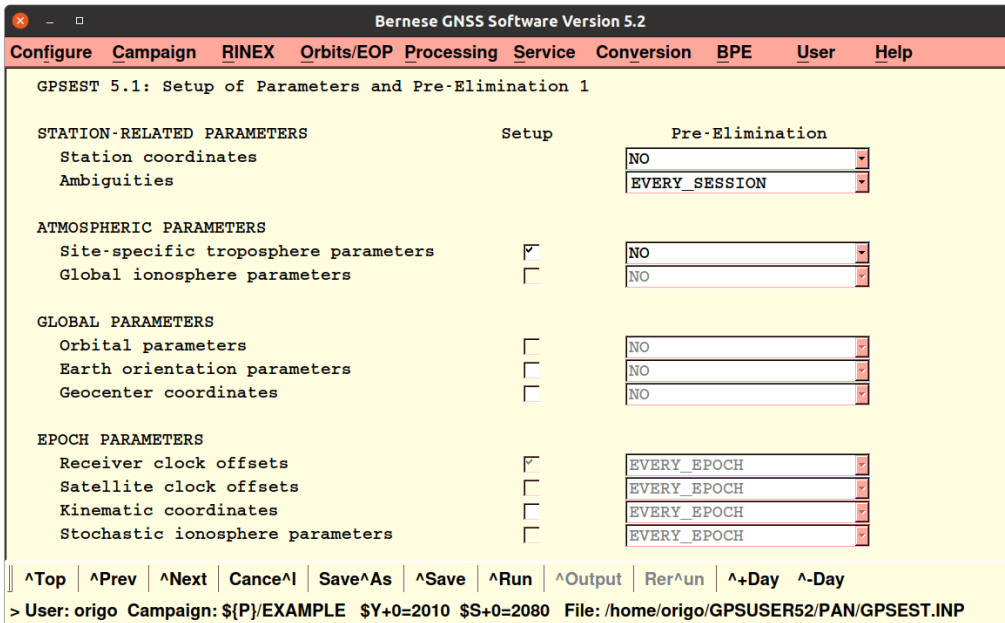 Bernese GNSS Software Version 5.2
Configure Campaign RINEX Orbits/EOP Processing Service Conversion BPE User Help
GPSEST 5.1: Setup of Parameters and Pre-Elimination 1
STATION-RELATED PARAMETERS Setup Pre-Elimination
Station coordinates NO
Ambiguities EVERY_SESSION
ATMOSPHERIC PARAMETERS
Site-specific troposphere parameters NO
Global ionosphere parameters NO
GLOBAL PARAMETERS
Orbital parameters NO
Earth orientation parameters NO
Geocenter coordinates NO
EPOCH PARAMETERS
Receiver clock offsets EVERY_EPOCH
Satellite clock offsets EVERY_EPOCH
Kinematic coordinates EVERY_EPOCH
Stochastic ionosphere parameters EVERY_EPOCH
^Top ^Prev ^Next Cance^l Save^As ^Save ^Run ^Output Rer^un ^+Day ^-Day
> User: origo Campaign: ${P}/EXAMPLE $Y+0=2010 $S+0=2080 File: /home/origo/GPSUSER52/PAN/GPSEST.INP